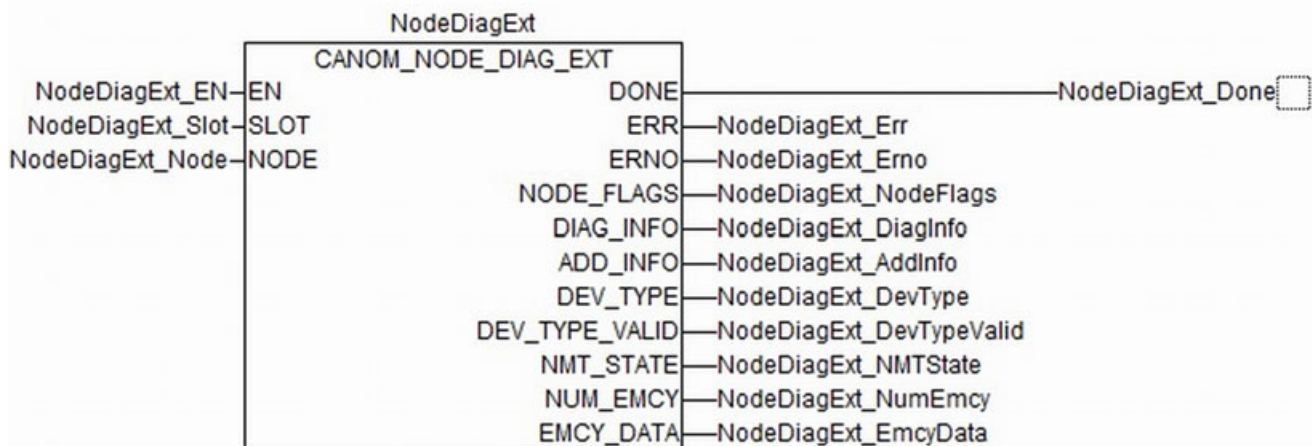 NodeDiagExt
CANOM_NODE_DIAG_EXT
NodeDiagExt_EN EN DONE NodeDiagExt_Done
NodeDiagExt_Slot SLOT ERR NodeDiagExt_Err
NodeDiagExt_Node NODE ERNO NodeDiagExt_Erno
NODE_FLAGS NodeDiagExt_NodeFlags
DIAG_INFO NodeDiagExt_DiagInfo
ADD_INFO NodeDiagExt_AddInfo
DEV_TYPE NodeDiagExt_DevType
DEV_TYPE_VALID NodeDiagExt_DevTypeValid
NMT_STATE NodeDiagExt_NMTState
NUM_EMCY NodeDiagExt_NumEmcy
EMCY_DATA NodeDiagExt_EmcyData